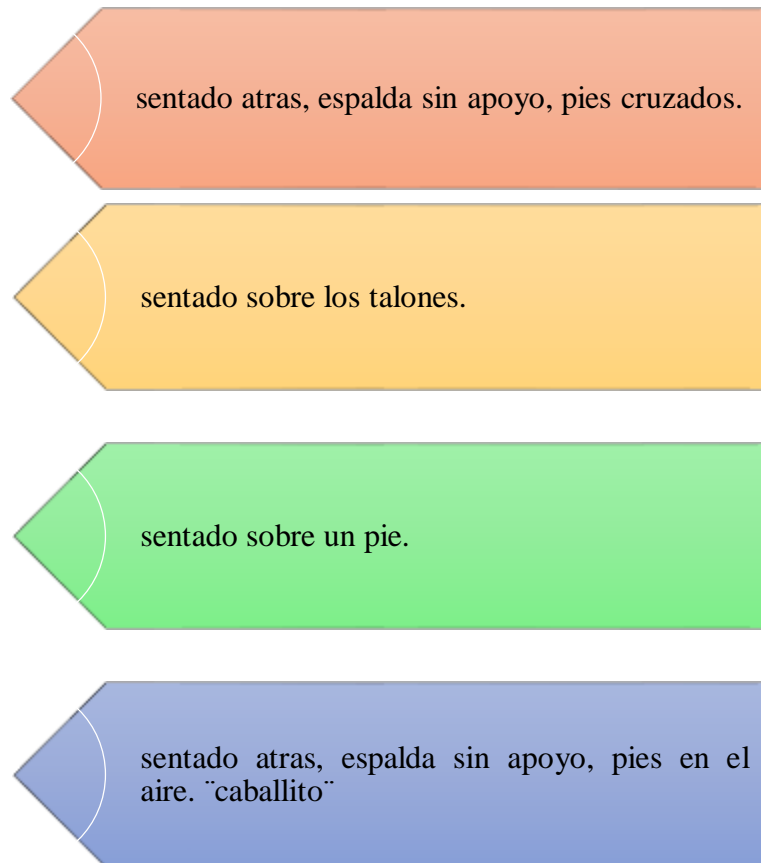 sentado atras, espalda sin apoyo, pies cruzados.
sentado sobre los talones.
sentado sobre un pie.
sentado atras, espalda sin apoyo, pies en el
aire. ¨caballito¨